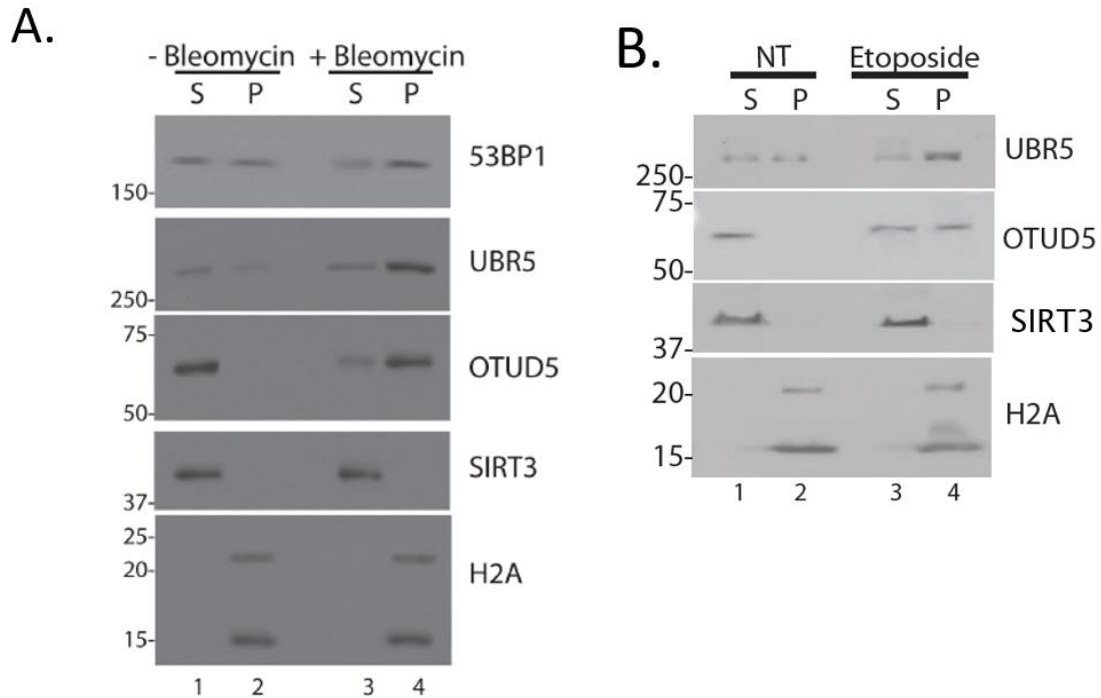 A.
- Bleomycin + Bleomycin
S P S P
53BP1
150-
UBR5
250-
75-
OTUD5
50-
SIRT3
37-
25-
20-
H2A
15-
1 2 3 4
B.
NT Etoposide
S P S P
UBR5
250-
75-
OTUD5
50-
SIRT3
37-
20-
H2A
15-
1 2 3 4